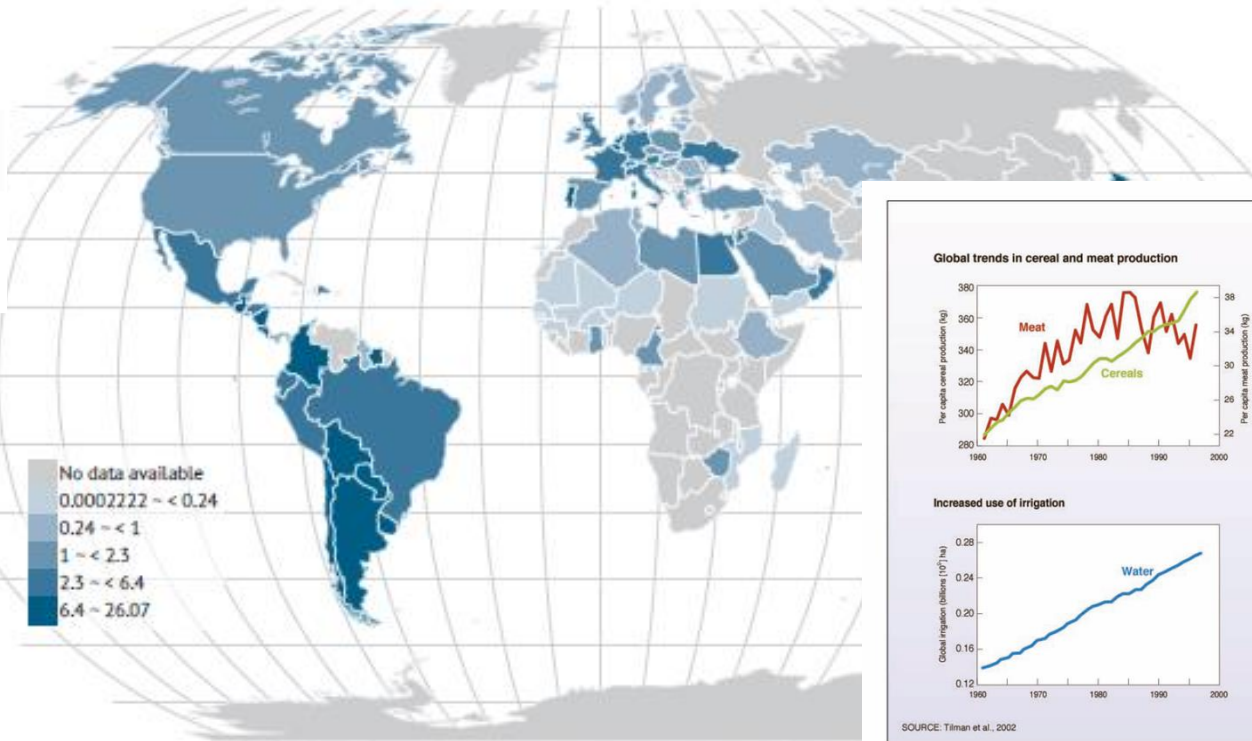 No data available
0.0002222 ~ < 0.24
0.24 ~ < 1
1 ~ < 2.3
2.3 ~ < 6.4
6.4 ~ 26.07
Global trends in cereal and meat production
Per capita cereal production (kg)
380
360
340
320
300
280
Meat
Cereals
38
34
30
26
22
Per capita meat production (kg)
1960
1970
1980
1990
2000
Increased use of irrigation
Global irrigation (billions [10⁹] ha)
0.28
0.24
0.20
0.16
0.12
Water
1960
1970
1980
1990
2000
SOURCE: Tilman et al., 2002